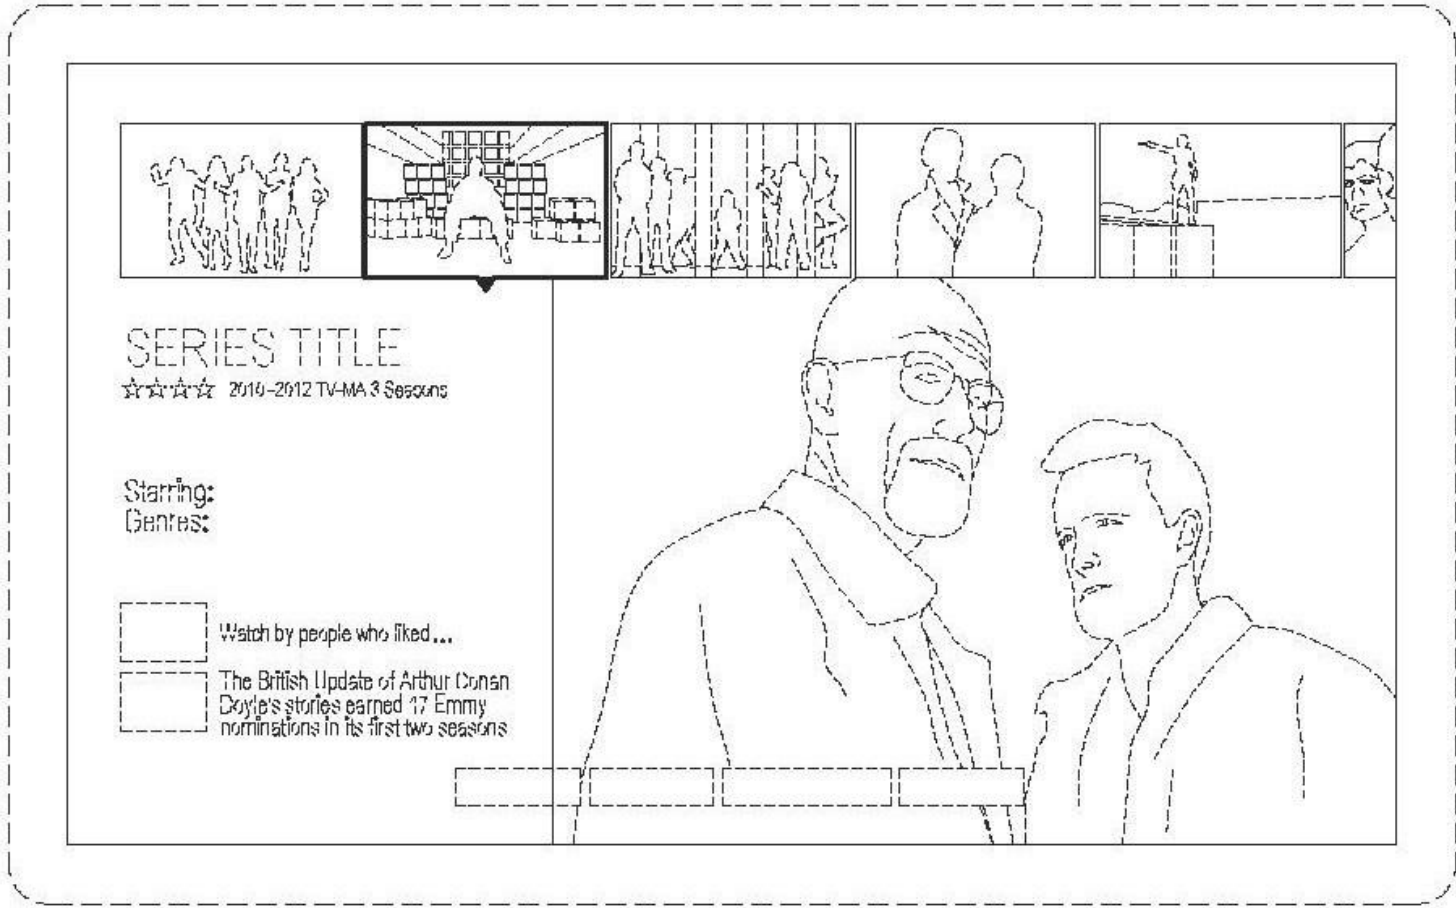 SERIES TITLE
☆☆☆☆ 2010-2012 TV-MA 3 Seasons
Starring:
Genres:
Watch by people who liked...
The British Update of Arthur Conan
Doyle's stories earned 17 Emmy
nominations in its first two seasons